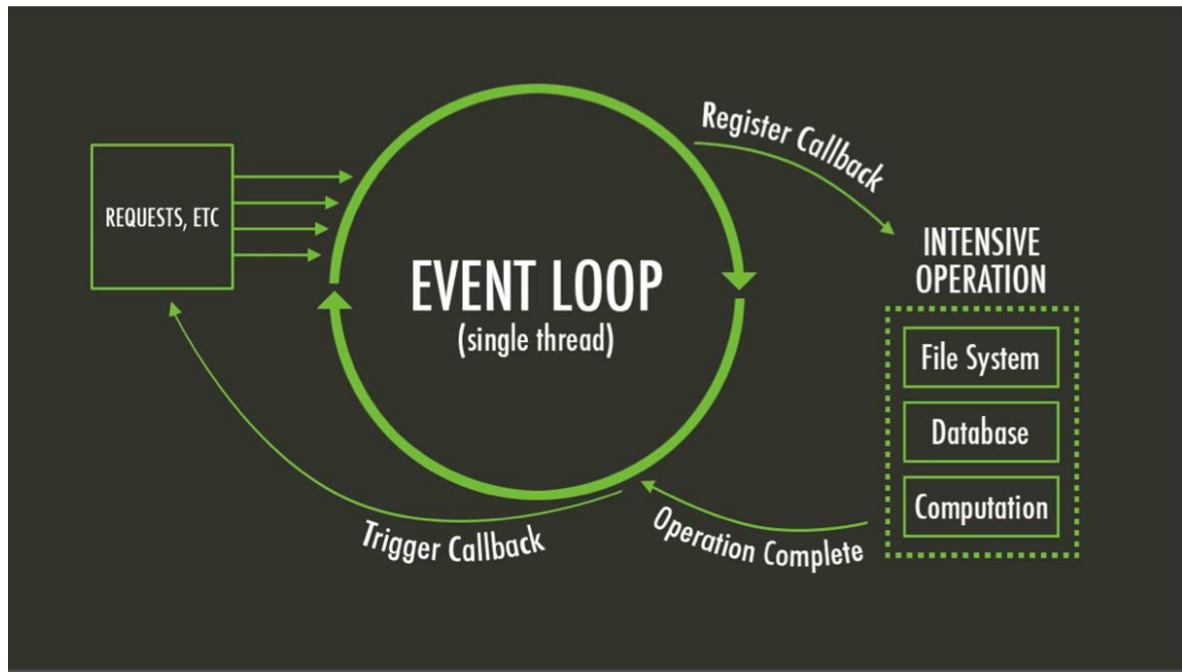 REQUESTS, ETC
EVENT LOOP
(single thread)
Register Callback
INTENSIVE
OPERATION
File System
Database
Computation
Operation Complete
Trigger Callback